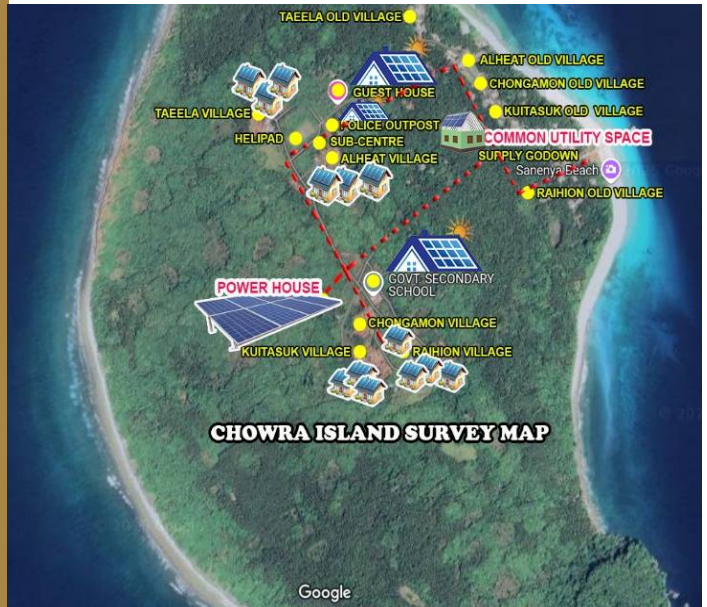 TAEELA OLD VILLAGE
ALHEAT OLD VILLAGE
CHONGAMON OLD VILLAGE
GUEST HOUSE
KUITASUK OLD VILLAGE
TAEELA VILLAGE
POLICE OUTPOST
COMMON UTILITY SPACE
HELIPAD
SUB-CENTRE
ALHEAT VILLAGE
SUPPLY GODOWN
Sanenya Beach
RAIHION OLD VILLAGE
GOVT. SECONDARY
SCHOOL
POWER HOUSE
CHONGAMON VILLAGE
KUITASUK VILLAGE
RAIHION VILLAGE
CHOWRA ISLAND SURVEY MAP
Google